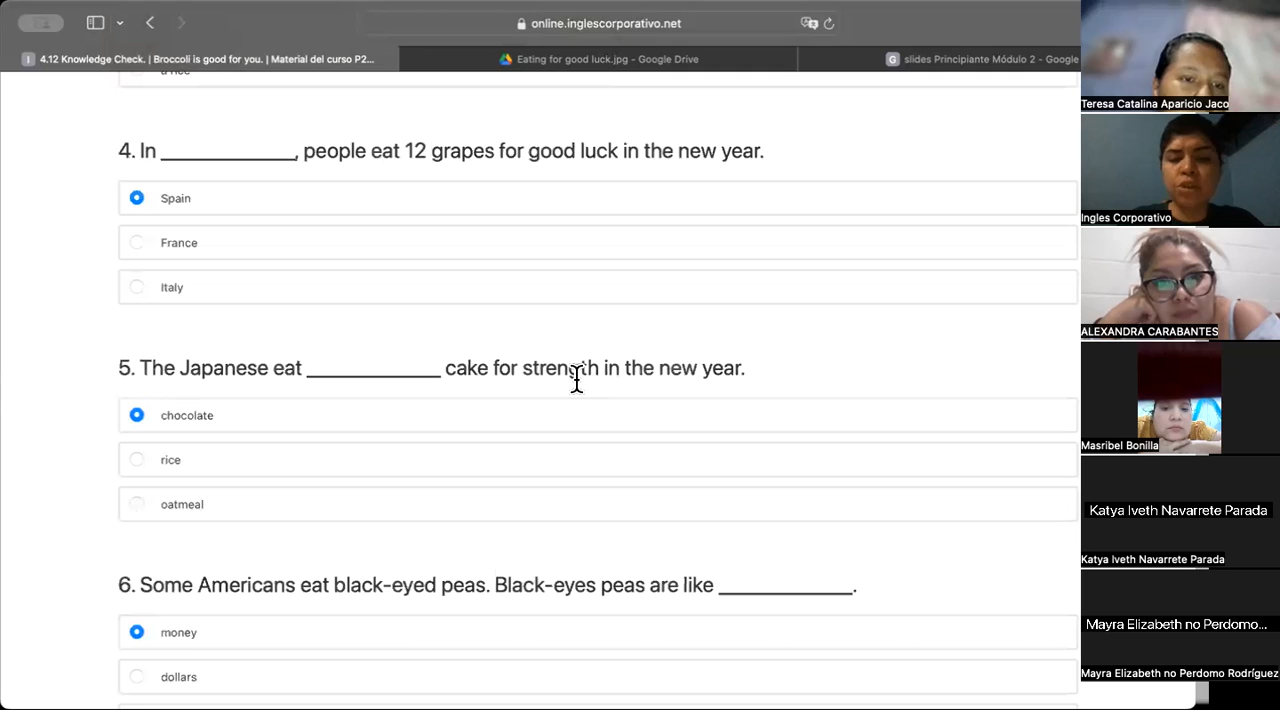 online.inglescorporativo.net
4.12 Knowledge Check. | Broccoli is good for you. | Material del curso P2...
Eating for good luck.jpg - Google Drive
slides Principiante Módulo 2 - Google
4. In ____________, people eat 12 grapes for good luck in the new year.
Spain
France
Italy
5. The Japanese eat ____________ cake for strength in the new year.
chocolate
rice
oatmeal
6. Some Americans eat black-eyed peas. Black-eyes peas are like ____________.
money
dollars
Teresa Catalina Aparicio Jaco
Ingles Corporativo
ALEXANDRA CARABANTES
Masribel Bonilla
Katya Iveth Navarrete Parada
Katya Iveth Navarrete Parada
Mayra Elizabeth no Perdomo...
Mayra Elizabeth no Perdomo Rodríguez